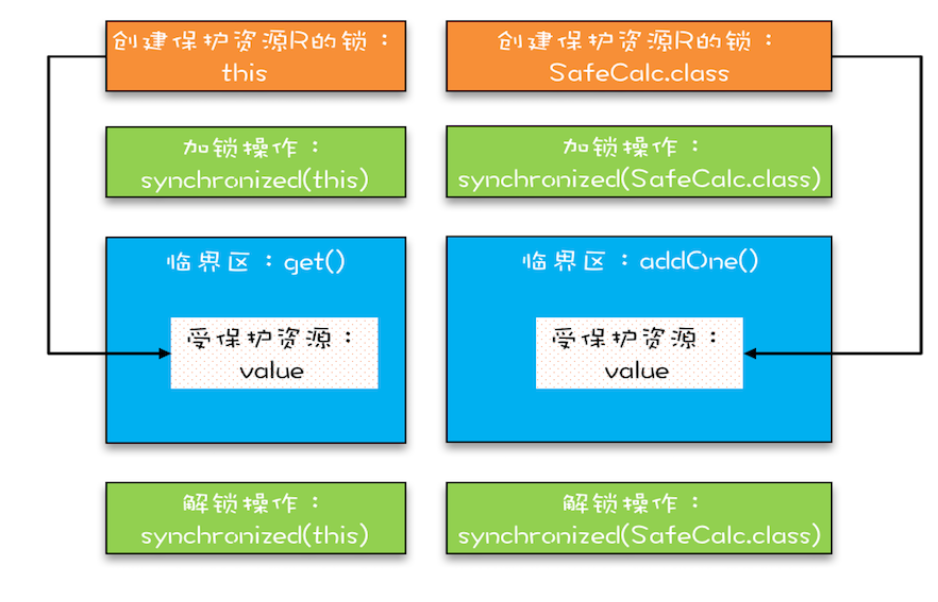 创建保护资源R的锁：
this
加锁操作：
synchronized(this)
临界区：get()
受保护资源：
value
解锁操作：
synchronized(this)
创建保护资源R的锁：
SafeCalc.class
加锁操作：
synchronized(SafeCalc.class)
临界区：addOne()
受保护资源：
value
解锁操作：
synchronized(SafeCalc.class)